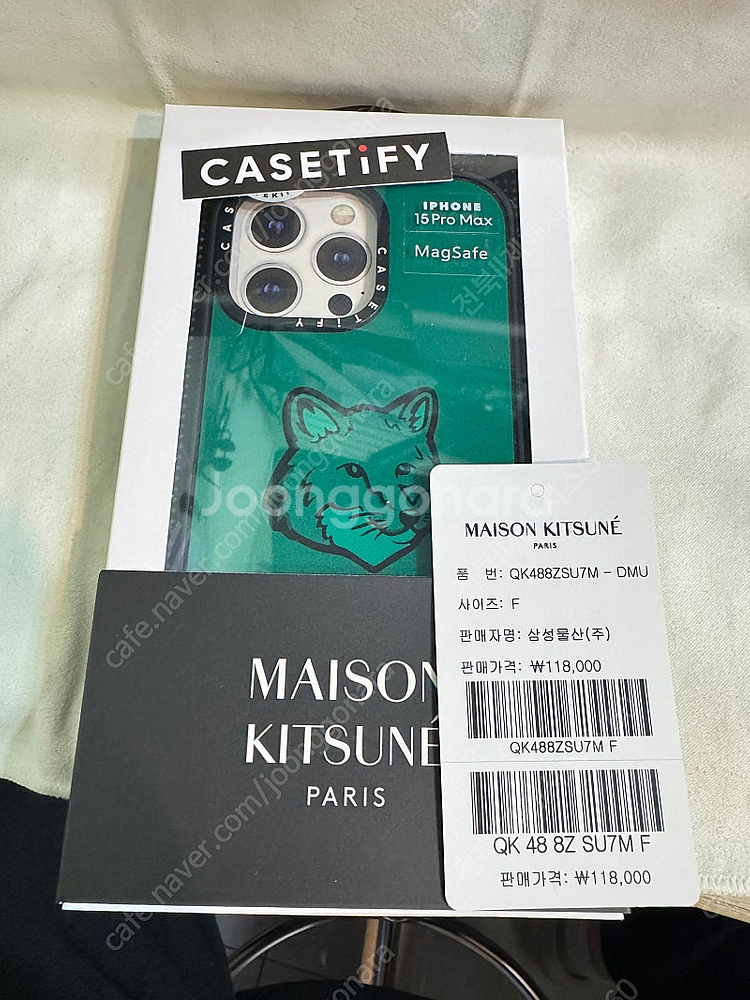 CASETiFY
IPHONE
15 Pro Max
MagSafe
CASETiFY
Joonggonara
MAISON KITSUNÉ
PARIS
품 번: QK488ZSU7M - DMU
사이즈: F
판매자명: 삼성물산(주)
판매가격: ₩118,000
QK488ZSU7M F
QK 48 8Z SU7M F
판매가격: ₩118,000
MAISON
KITSUNÉ
PARIS
cafe.naver.com/joonggonara